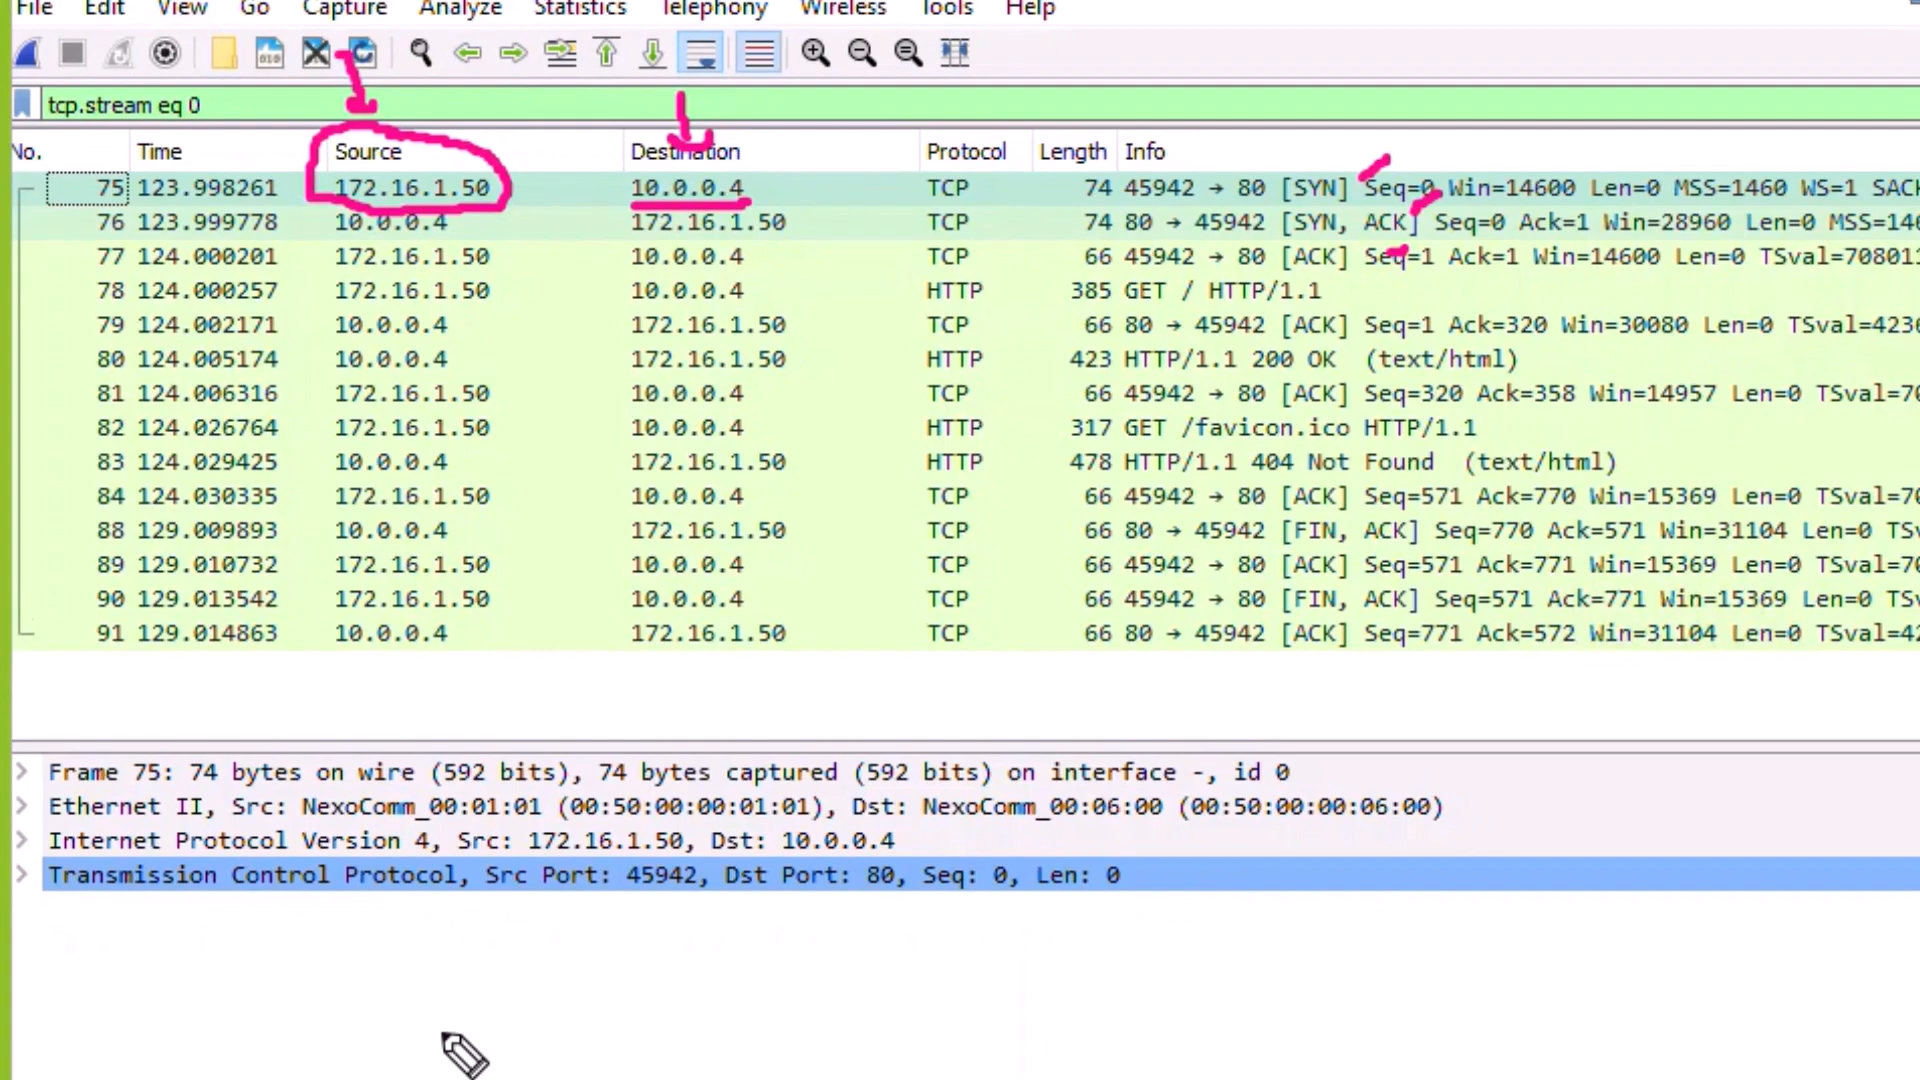 File Edit View Go Capture Analyze Statistics Telephony Wireless Tools Help
tcp.stream eq 0
No. Time Source Destination Protocol Length Info
75 123.998261 172.16.1.50 10.0.0.4 TCP 74 45942 → 80 [SYN] Seq=0 Win=14600 Len=0 MSS=1460 WS=1 SACK
76 123.999778 10.0.0.4 172.16.1.50 TCP 74 80 → 45942 [SYN, ACK] Seq=0 Ack=1 Win=28960 Len=0 MSS=146
77 124.000201 172.16.1.50 10.0.0.4 TCP 66 45942 → 80 [ACK] Seq=1 Ack=1 Win=14600 Len=0 TSval=708011
78 124.000257 172.16.1.50 10.0.0.4 HTTP 385 GET / HTTP/1.1
79 124.002171 10.0.0.4 172.16.1.50 TCP 66 80 → 45942 [ACK] Seq=1 Ack=320 Win=30080 Len=0 TSval=4236
80 124.005174 10.0.0.4 172.16.1.50 HTTP 423 HTTP/1.1 200 OK (text/html)
81 124.006316 172.16.1.50 10.0.0.4 TCP 66 45942 → 80 [ACK] Seq=320 Ack=358 Win=14957 Len=0 TSval=70
82 124.026764 172.16.1.50 10.0.0.4 HTTP 317 GET /favicon.ico HTTP/1.1
83 124.029425 10.0.0.4 172.16.1.50 HTTP 478 HTTP/1.1 404 Not Found (text/html)
84 124.030335 172.16.1.50 10.0.0.4 TCP 66 45942 → 80 [ACK] Seq=571 Ack=770 Win=15369 Len=0 TSval=70
88 129.009893 10.0.0.4 172.16.1.50 TCP 66 80 → 45942 [FIN, ACK] Seq=770 Ack=571 Win=31104 Len=0 TSv
89 129.010732 172.16.1.50 10.0.0.4 TCP 66 45942 → 80 [ACK] Seq=571 Ack=771 Win=15369 Len=0 TSval=70
90 129.013542 172.16.1.50 10.0.0.4 TCP 66 45942 → 80 [FIN, ACK] Seq=571 Ack=771 Win=15369 Len=0 TSv
91 129.014863 10.0.0.4 172.16.1.50 TCP 66 80 → 45942 [ACK] Seq=771 Ack=572 Win=31104 Len=0 TSval=42
Frame 75: 74 bytes on wire (592 bits), 74 bytes captured (592 bits) on interface -, id 0
Ethernet II, Src: NexoComm_00:01:01 (00:50:00:00:01:01), Dst: NexoComm_00:06:00 (00:50:00:00:06:00)
Internet Protocol Version 4, Src: 172.16.1.50, Dst: 10.0.0.4
Transmission Control Protocol, Src Port: 45942, Dst Port: 80, Seq: 0, Len: 0